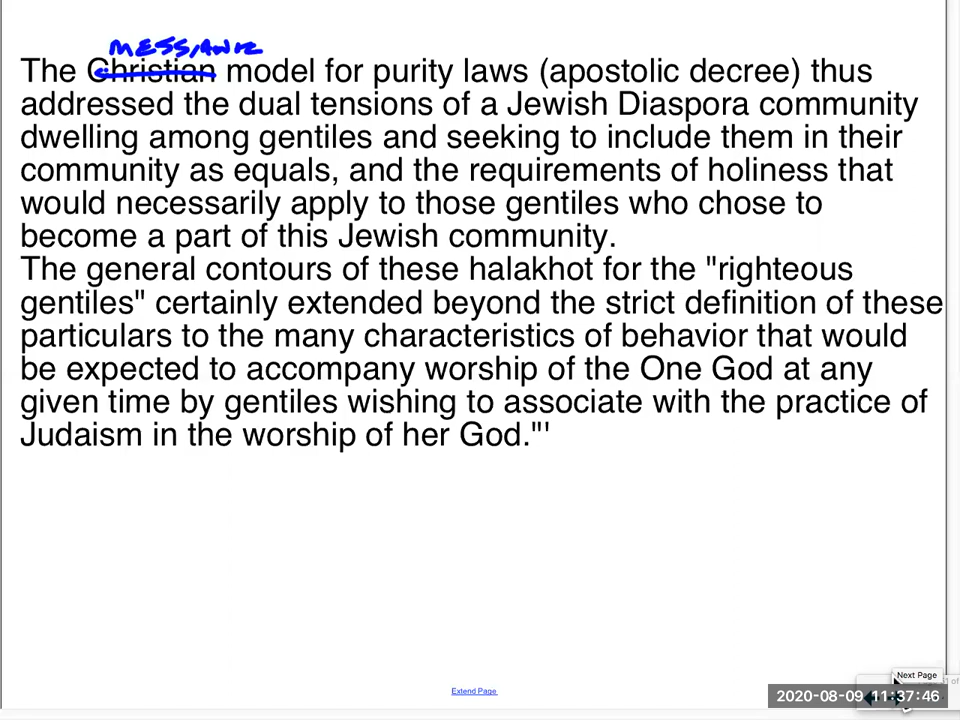 MESSIANIC
The Christian model for purity laws (apostolic decree) thus
addressed the dual tensions of a Jewish Diaspora community
dwelling among gentiles and seeking to include them in their
community as equals, and the requirements of holiness that
would necessarily apply to those gentiles who chose to
become a part of this Jewish community.
The general contours of these halakhot for the "righteous
gentiles" certainly extended beyond the strict definition of these
particulars to the many characteristics of behavior that would
be expected to accompany worship of the One God at any
given time by gentiles wishing to associate with the practice of
Judaism in the worship of her God."'
Next Page
Extend Page
2020-08-09 11:37:46